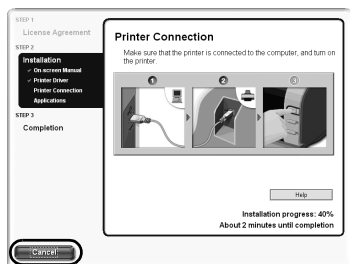 STEP 1
License Agreement
STEP 2
Installation
✓ On-screen Manual
✓ Printer Driver
Printer Connection
Applications
STEP 3
Completion
Printer Connection
Make sure that the printer is connected to the computer, and turn on
the printer.
1 2 3
Help
Installation progress: 40%
About 2 minutes until completion
Cancel